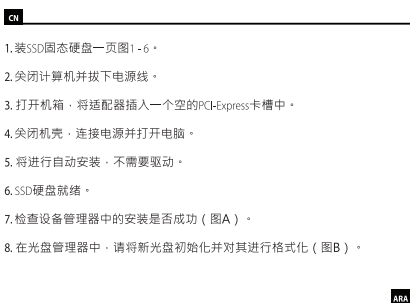 CN
1. 装SSD固态硬盘一页图1 - 6。
2. 关闭计算机并拔下电源线。
3. 打开机箱，将适配器插入一个空的PCI-Express卡槽中。
4. 关闭机壳，连接电源并打开电脑。
5. 将进行自动安装，不需要驱动。
6. SSD硬盘就绪。
7. 检查设备管理器中的安装是否成功（图A）。
8. 在光盘管理器中，请将新光盘初始化并对其进行格式化（图B）。
ARA